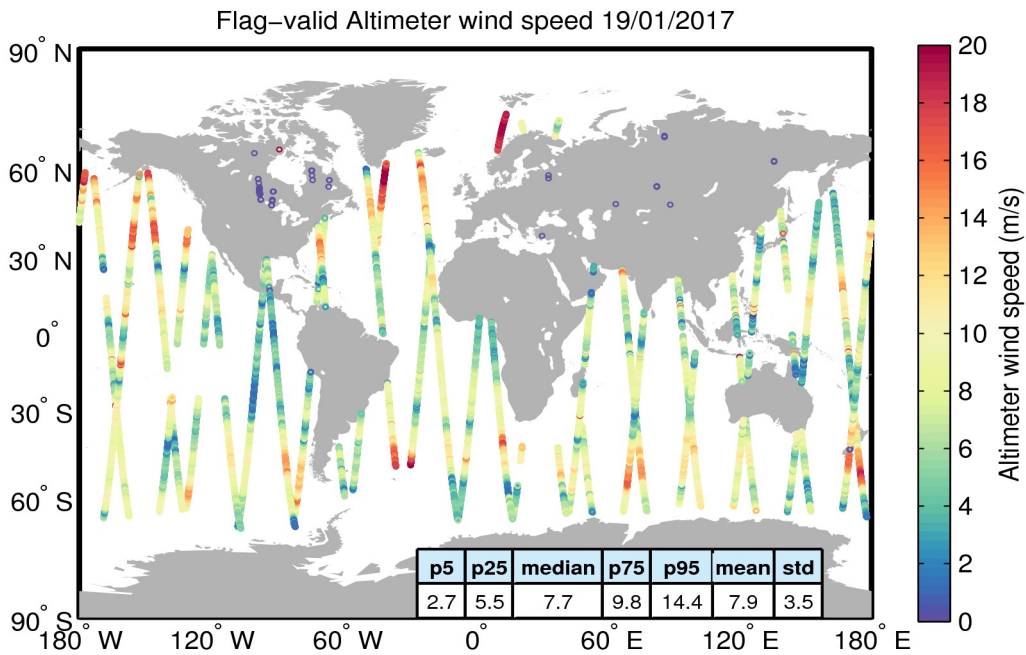 Flag−valid Altimeter wind speed 19/01/2017
90° N
60° N
30° N
0°
30° S
60° S
90° S
180° W 120° W 60° W 0° 60° E 120° E 180° E
p5 p25 median p75 p95 mean std
2.7 5.5 7.7 9.8 14.4 7.9 3.5
20
18
16
14
12
10
8
6
4
2
0
Altimeter wind speed (m/s)